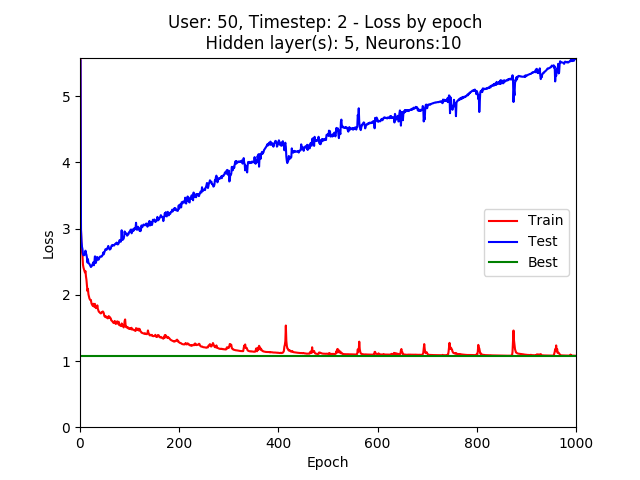 User: 50, Timestep: 2 - Loss by epoch
Hidden layer(s): 5, Neurons:10
Loss
5
4
3
2
1
0
Train
Test
Best
0 200 400 600 800 1000
Epoch